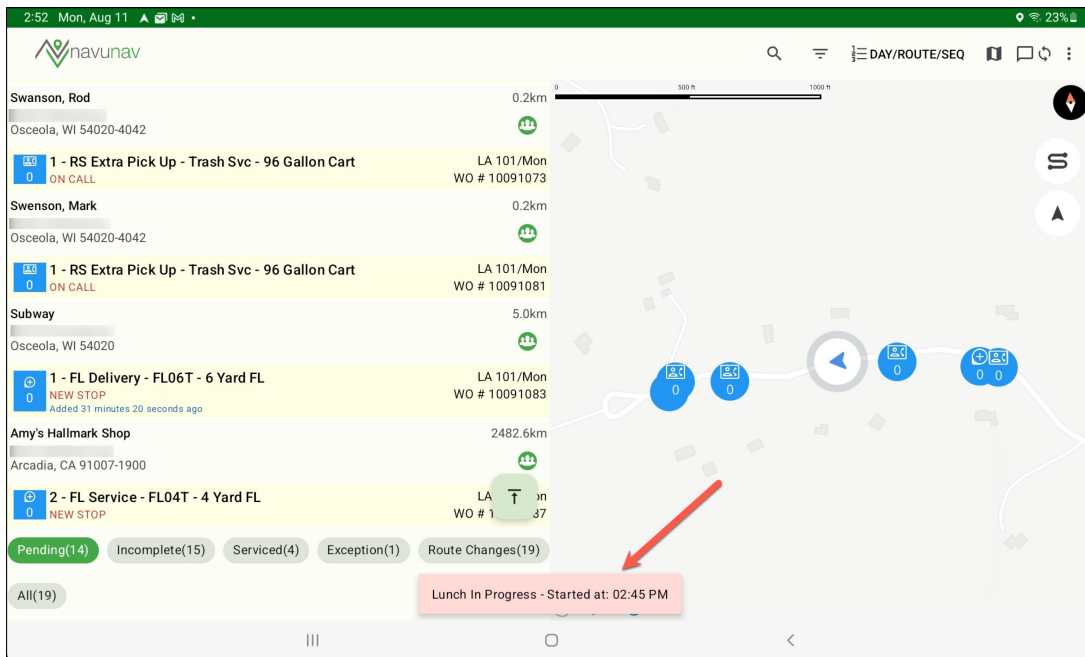 2:52 Mon, Aug 11
23%
navunav
DAY/ROUTE/SEQ
Swanson, Rod
0.2km
Osceola, WI 54020-4042
1 - RS Extra Pick Up - Trash Svc - 96 Gallon Cart
LA 101/Mon
0
ON CALL
WO # 10091073
Swenson, Mark
0.2km
Osceola, WI 54020-4042
1 - RS Extra Pick Up - Trash Svc - 96 Gallon Cart
LA 101/Mon
0
ON CALL
WO # 10091081
Subway
5.0km
Osceola, WI 54020
1 - FL Delivery - FL06T - 6 Yard FL
LA 101/Mon
0
NEW STOP
WO # 10091083
Added 31 minutes 20 seconds ago
Amy's Hallmark Shop
2482.6km
Arcadia, CA 91007-1900
2 - FL Service - FL04T - 4 Yard FL
LA
on
0
NEW STOP
WO # 1
37
Pending(14)
Incomplete(15)
Serviced(4)
Exception(1)
Route Changes(19)
All(19)
0
500 ft
1000 ft
0
0
0
0
0
Lunch In Progress - Started at: 02:45 PM